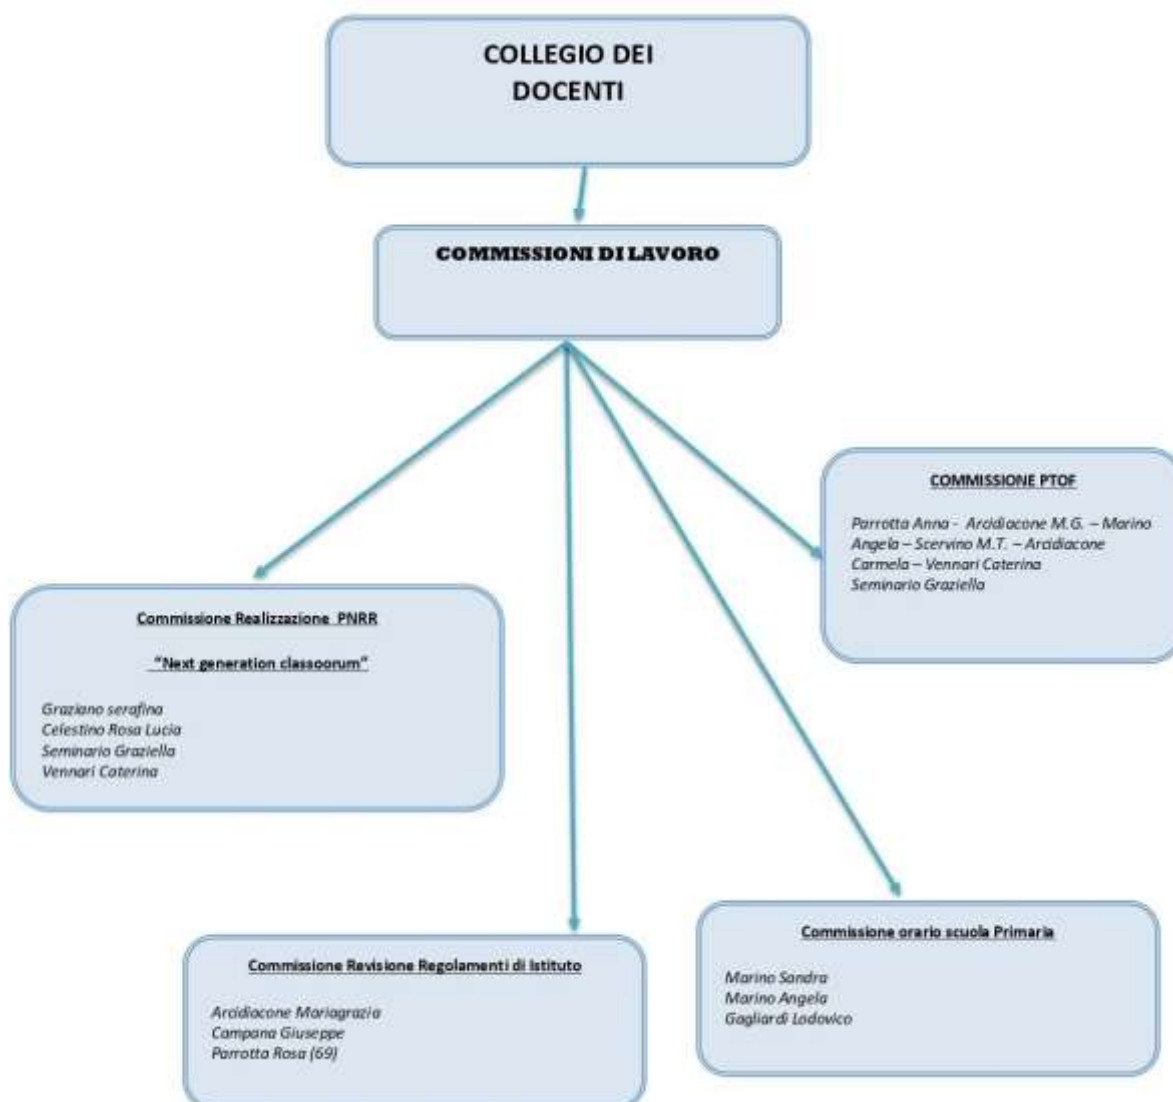 COLLEGIO DEI
DOCENTI
COMMISSIONI DI LAVORO
COMMISSIONE PTOF
Parrotta Anna - Arcidiacone M.G. – Marino
Angela – Scervino M.T. – Arcidiacone
Carmela – Vennari Caterina
Seminario Graziella
Commissione Realizzazione PNRR
“Next generation classoorum”
Graziano serafina
Celestino Rosa Lucia
Seminario Graziella
Vennari Caterina
Commissione Revisione Regolamenti di Istituto
Arcidiacone Mariagrazia
Campana Giuseppe
Parrotta Rosa (69)
Commissione orario scuola Primaria
Marino Sandra
Marino Angela
Gagliardi Lodovico